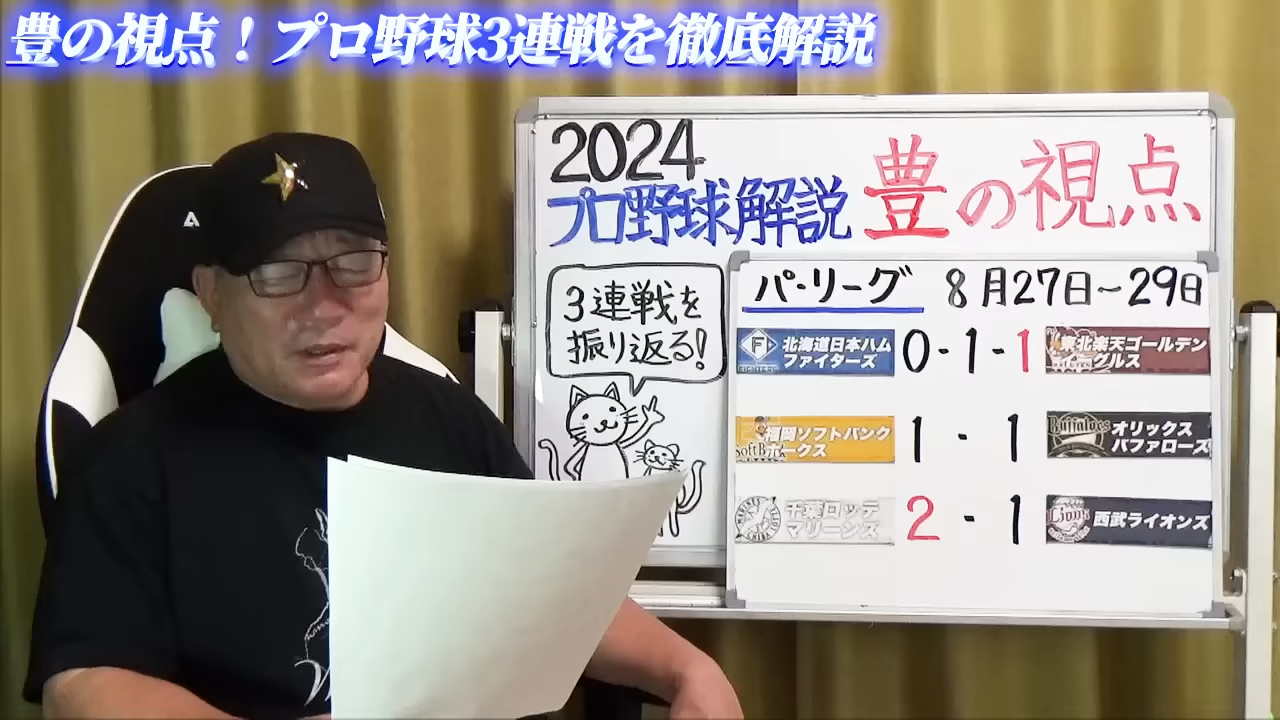 豊の視点！プロ野球3連戦を徹底解説
2024
プロ野球解説 豊の視点
3連戦を
振り返る！
パ・リーグ 8月27日～29日
F
FIGHTERS
北海道日本ハム
ファイターズ
0-1-1
東北楽天ゴールデン
イーグルス
福岡ソフトバンク
ホークス
1 - 1
Buffaloes
オリックス
バファローズ
MARINES
千葉ロッテ
マリーンズ
2 - 1
Lions
西武ライオンズ